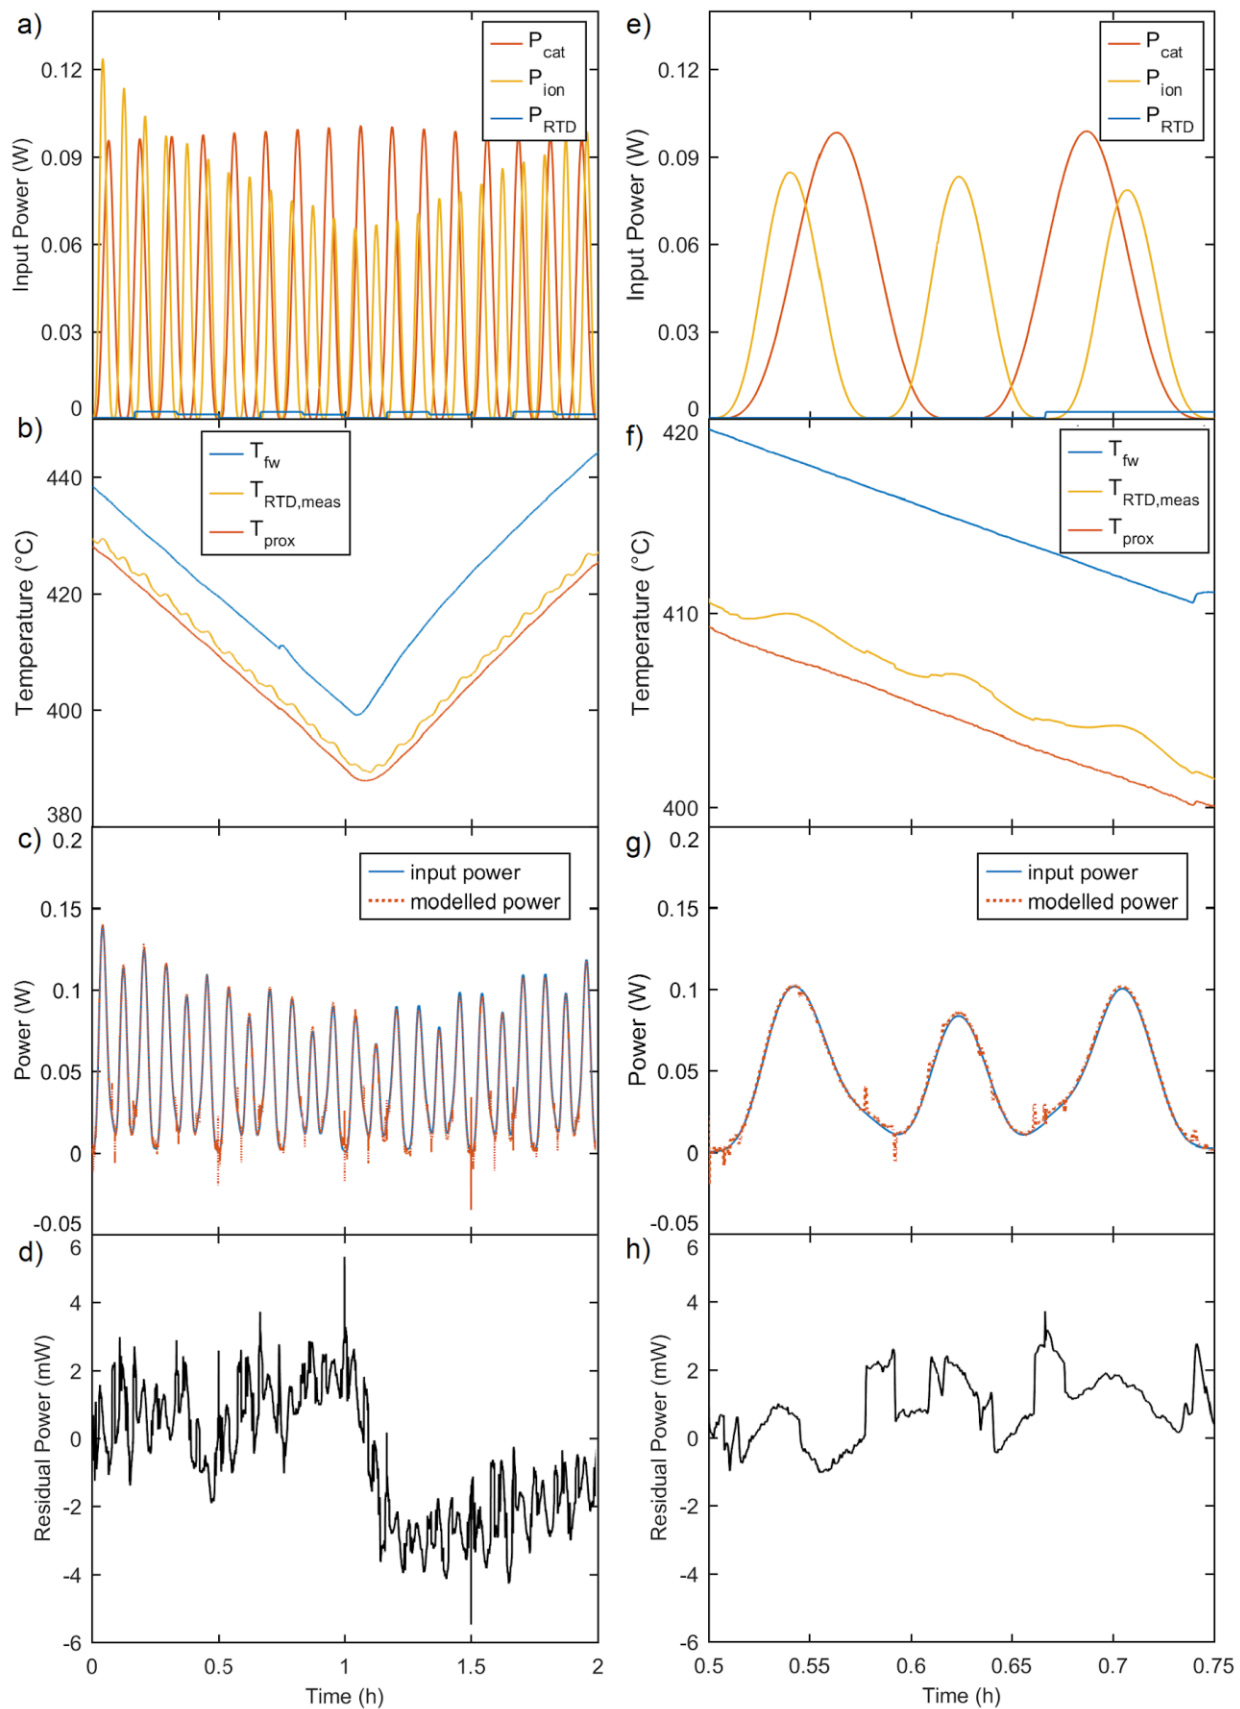 a)
P_cat
P_ion
P_RTD
0.12
0.09
0.06
0.03
0
Input Power (W)
b)
T_fw
T_RTD,meas
T_prox
440
420
400
380
Temperature (°C)
c)
input power
modelled power
0.2
0.15
0.1
0.05
0
-0.05
Power (W)
d)
6
4
2
0
-2
-4
-6
Residual Power (mW)
0 0.5 1 1.5 2
Time (h)
e)
P_cat
P_ion
P_RTD
0.12
0.09
0.06
0.03
0
Input Power (W)
f)
T_fw
T_RTD,meas
T_prox
420
410
400
Temperature (°C)
g)
input power
modelled power
0.2
0.15
0.1
0.05
0
-0.05
Power (W)
h)
6
4
2
0
-2
-4
-6
Residual Power (mW)
0.5 0.55 0.6 0.65 0.7 0.75
Time (h)